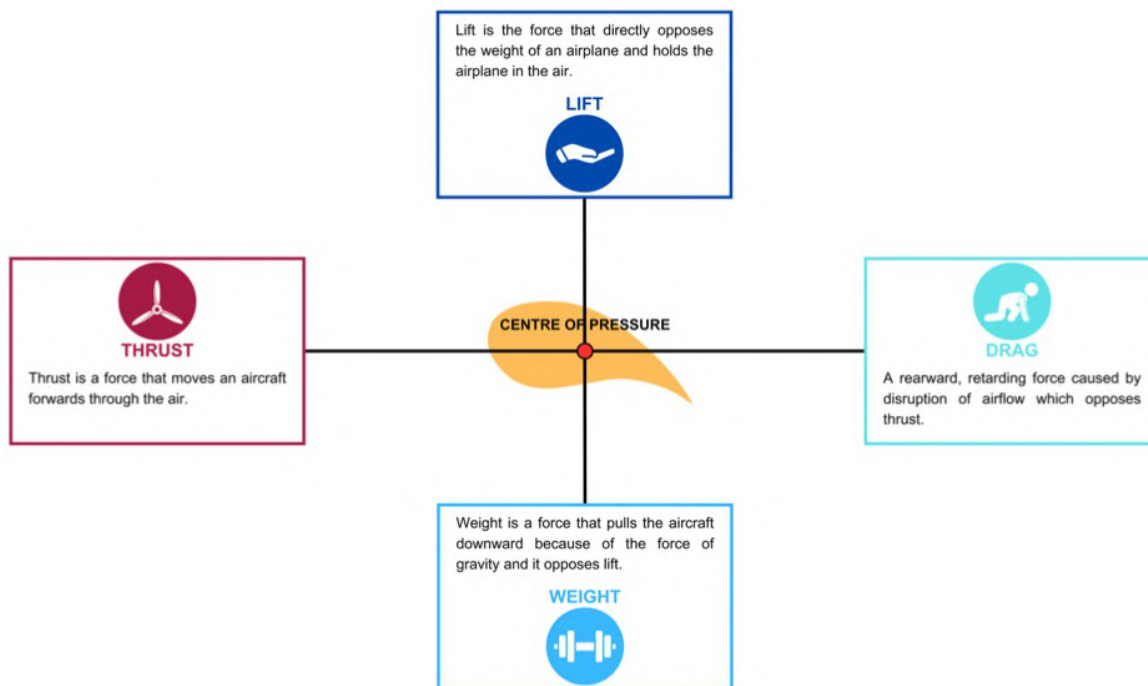 Lift is the force that directly opposes
the weight of an airplane and holds the
airplane in the air.
LIFT
THRUST
Thrust is a force that moves an aircraft
forwards through the air.
CENTRE OF PRESSURE
DRAG
A rearward, retarding force caused by
disruption of airflow which opposes
thrust.
Weight is a force that pulls the aircraft
downward because of the force of
gravity and it opposes lift.
WEIGHT